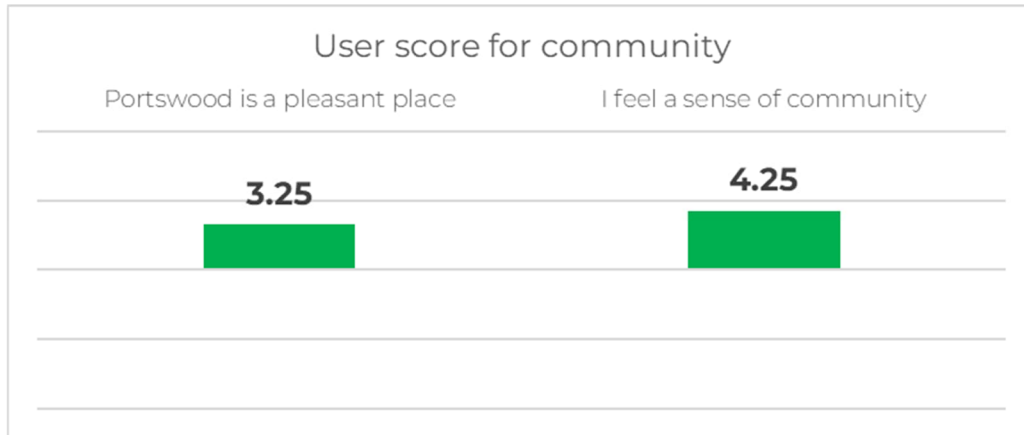 User score for community
Portswood is a pleasant place
I feel a sense of community
3.25
4.25